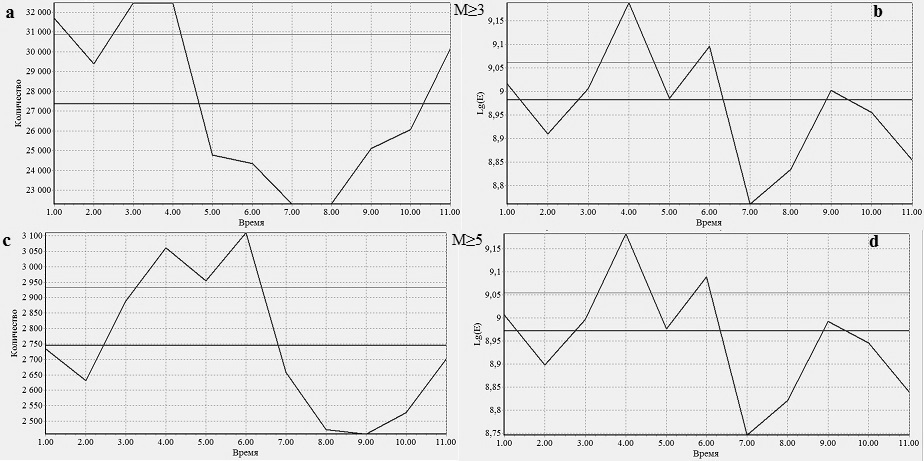 a
M≥3
b
Количество
32 000
31 000
30 000
29 000
28 000
27 000
26 000
25 000
24 000
23 000
1.00 2.00 3.00 4.00 5.00 6.00 7.00 8.00 9.00 10.00 11.00
Время
Lg(E)
9,15
9,1
9,05
9
8,95
8,9
8,85
8,8
1.00 2.00 3.00 4.00 5.00 6.00 7.00 8.00 9.00 10.00 11.00
Время
c
M≥5
d
Количество
3 100
3 050
3 000
2 950
2 900
2 850
2 800
2 750
2 700
2 650
2 600
2 550
2 500
1.00 2.00 3.00 4.00 5.00 6.00 7.00 8.00 9.00 10.00 11.00
Время
Lg(E)
9,15
9,1
9,05
9
8,95
8,9
8,85
8,8
8,75
1.00 2.00 3.00 4.00 5.00 6.00 7.00 8.00 9.00 10.00 11.00
Время